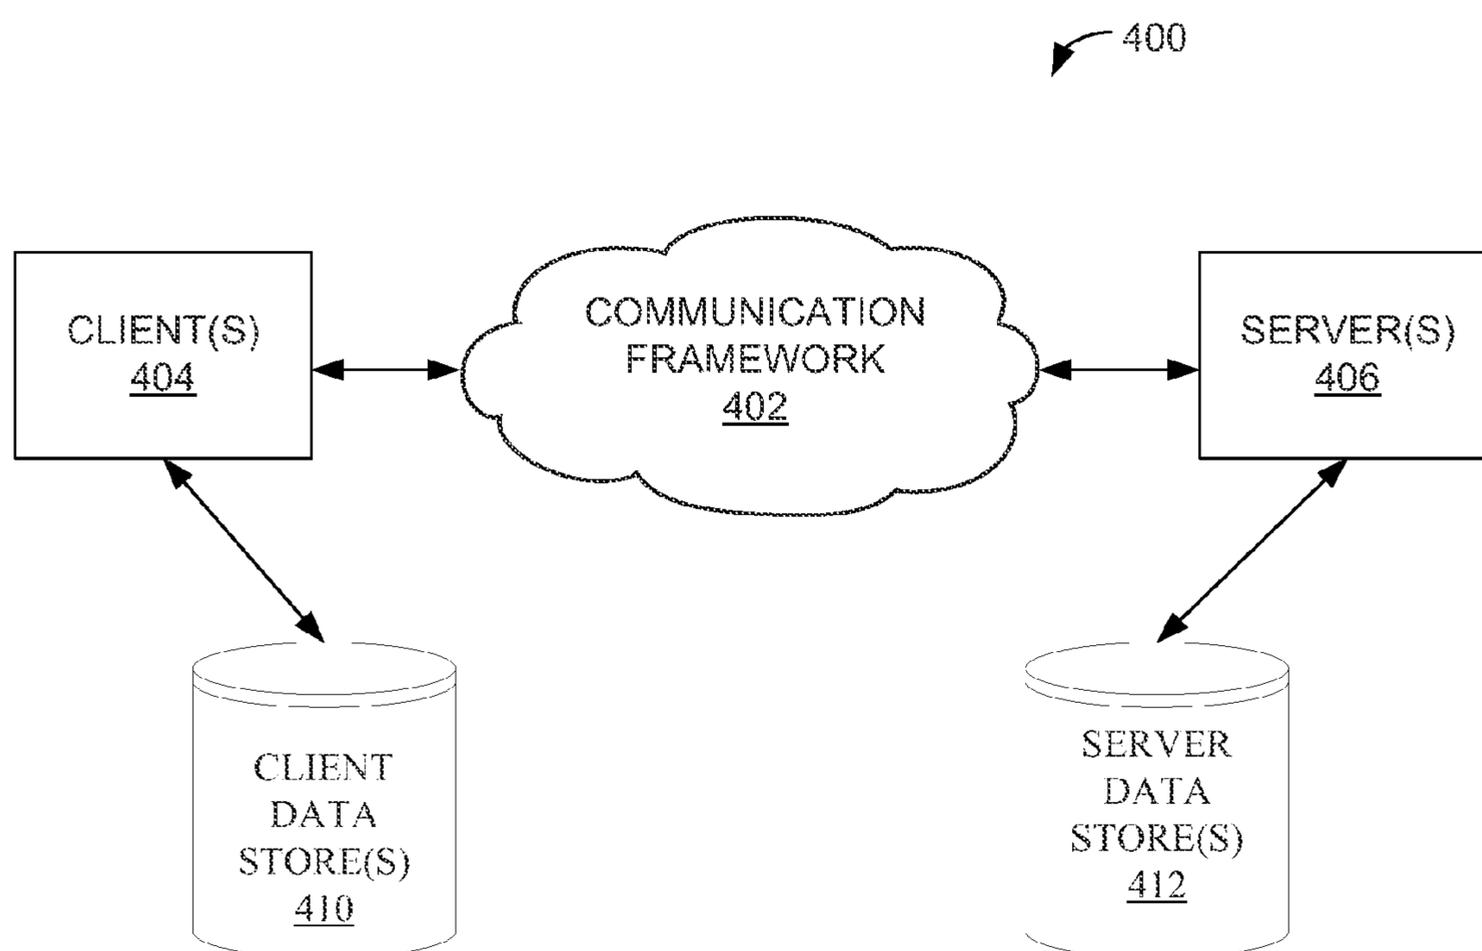 400
CLIENT(S)
404
COMMUNICATION
FRAMEWORK
402
SERVER(S)
406
CLIENT
DATA
STORE(S)
410
SERVER
DATA
STORE(S)
412